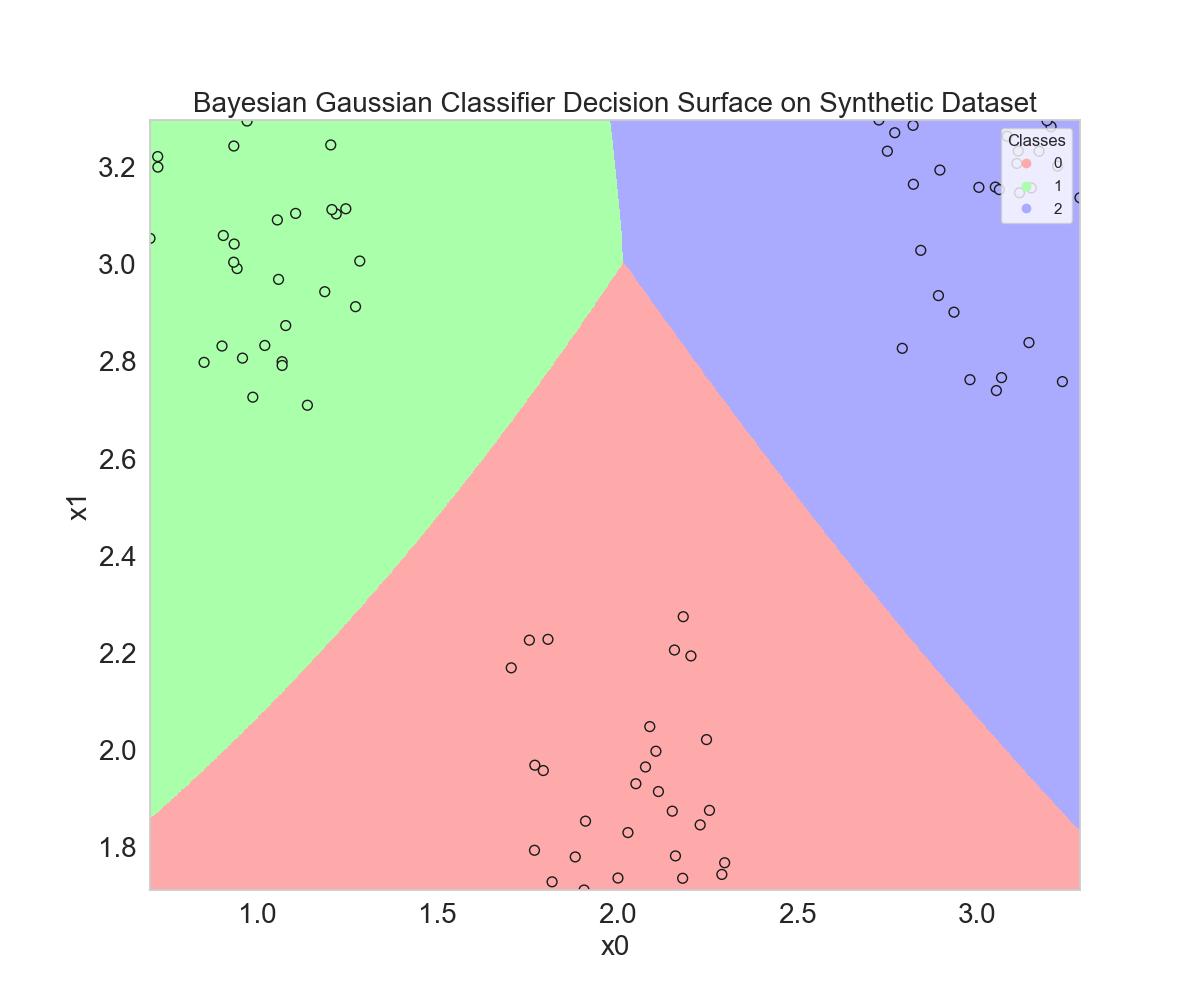 Bayesian Gaussian Classifier Decision Surface on Synthetic Dataset
Classes
0
1
2
3.2
3.0
2.8
2.6
2.4
2.2
2.0
1.8
x1
1.0 1.5 2.0 2.5 3.0
x0